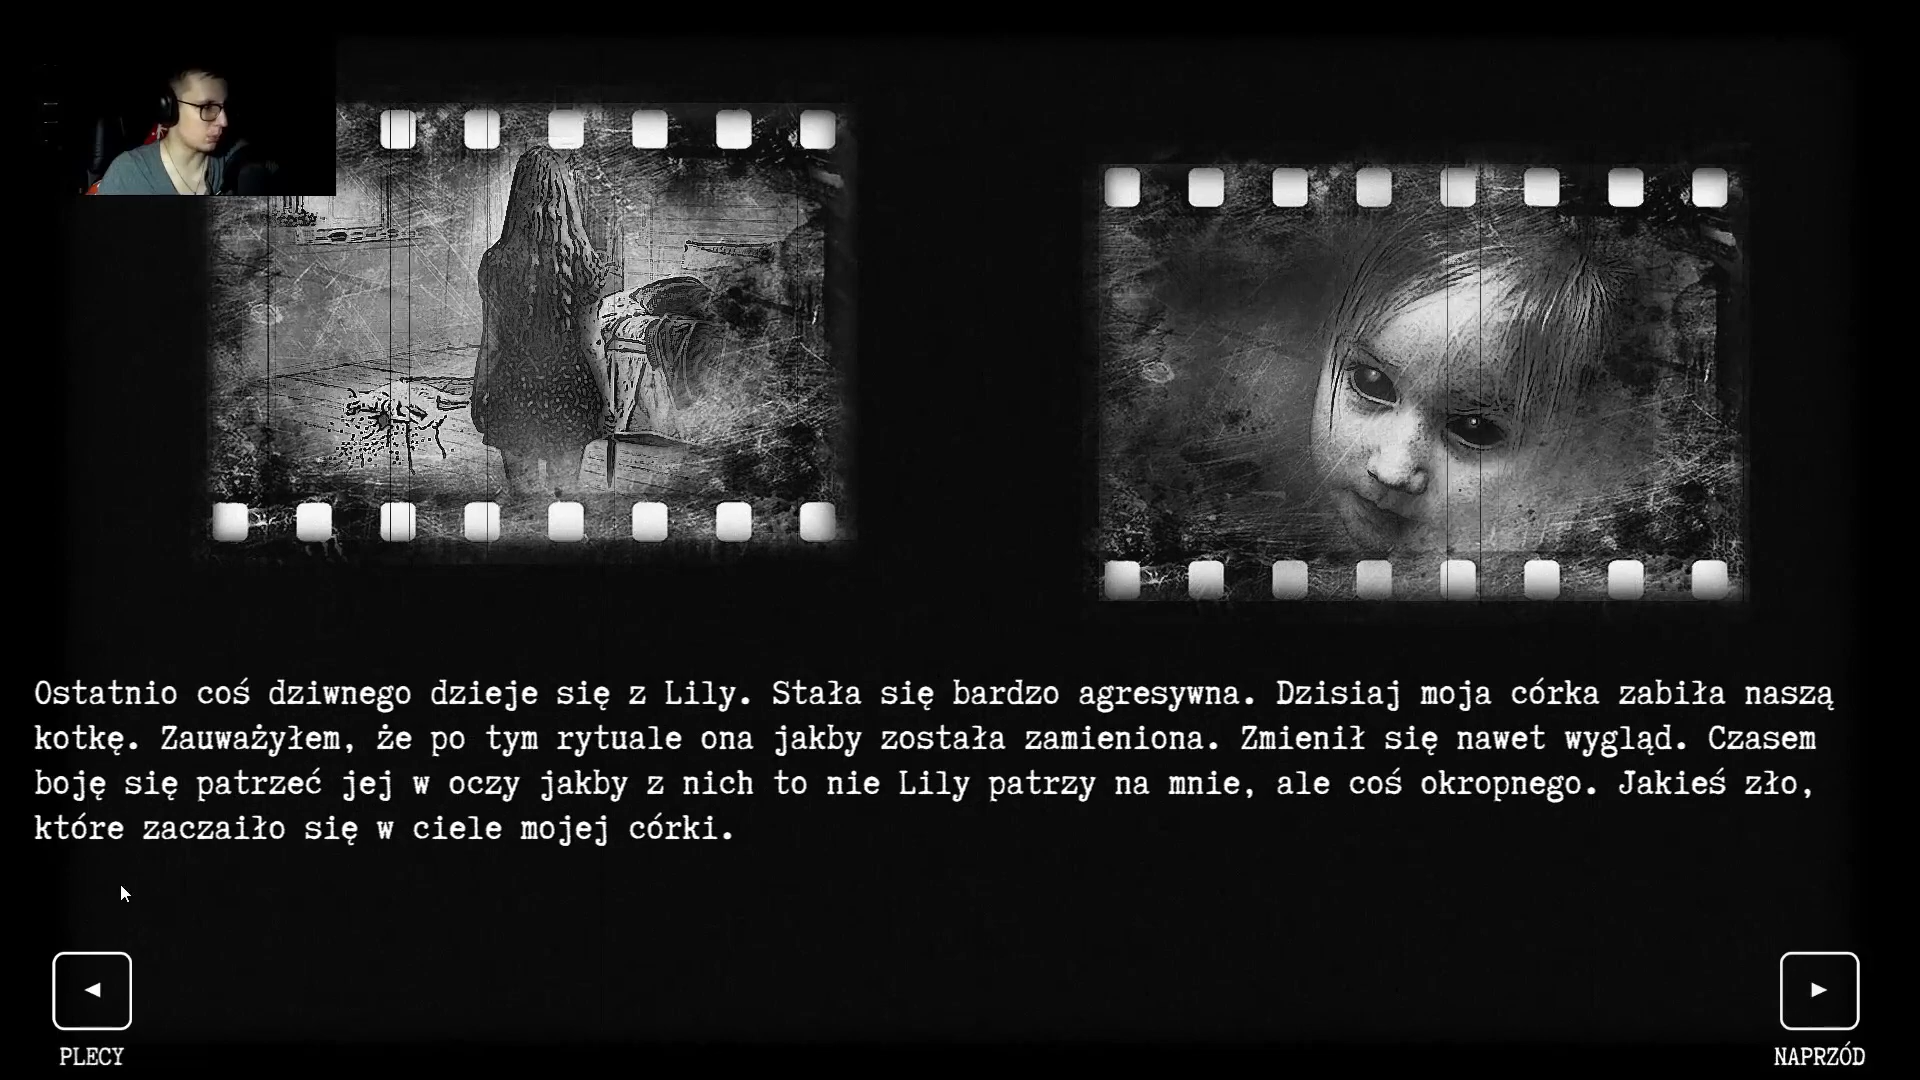 Ostatnio coś dziwnego dzieje się z Lily. Stała się bardzo agresywna. Dzisiaj moja córka zabiła naszą
kotkę. Zauważyłem, że po tym rytuale ona jakby została zamieniona. Zmienił się nawet wygląd. Czasem
boję się patrzeć jej w oczy jakby z nich to nie Lily patrzy na mnie, ale coś okropnego. Jakieś zło,
które zaczaiło się w ciele mojej córki.
PLECY
NAPRZÓD